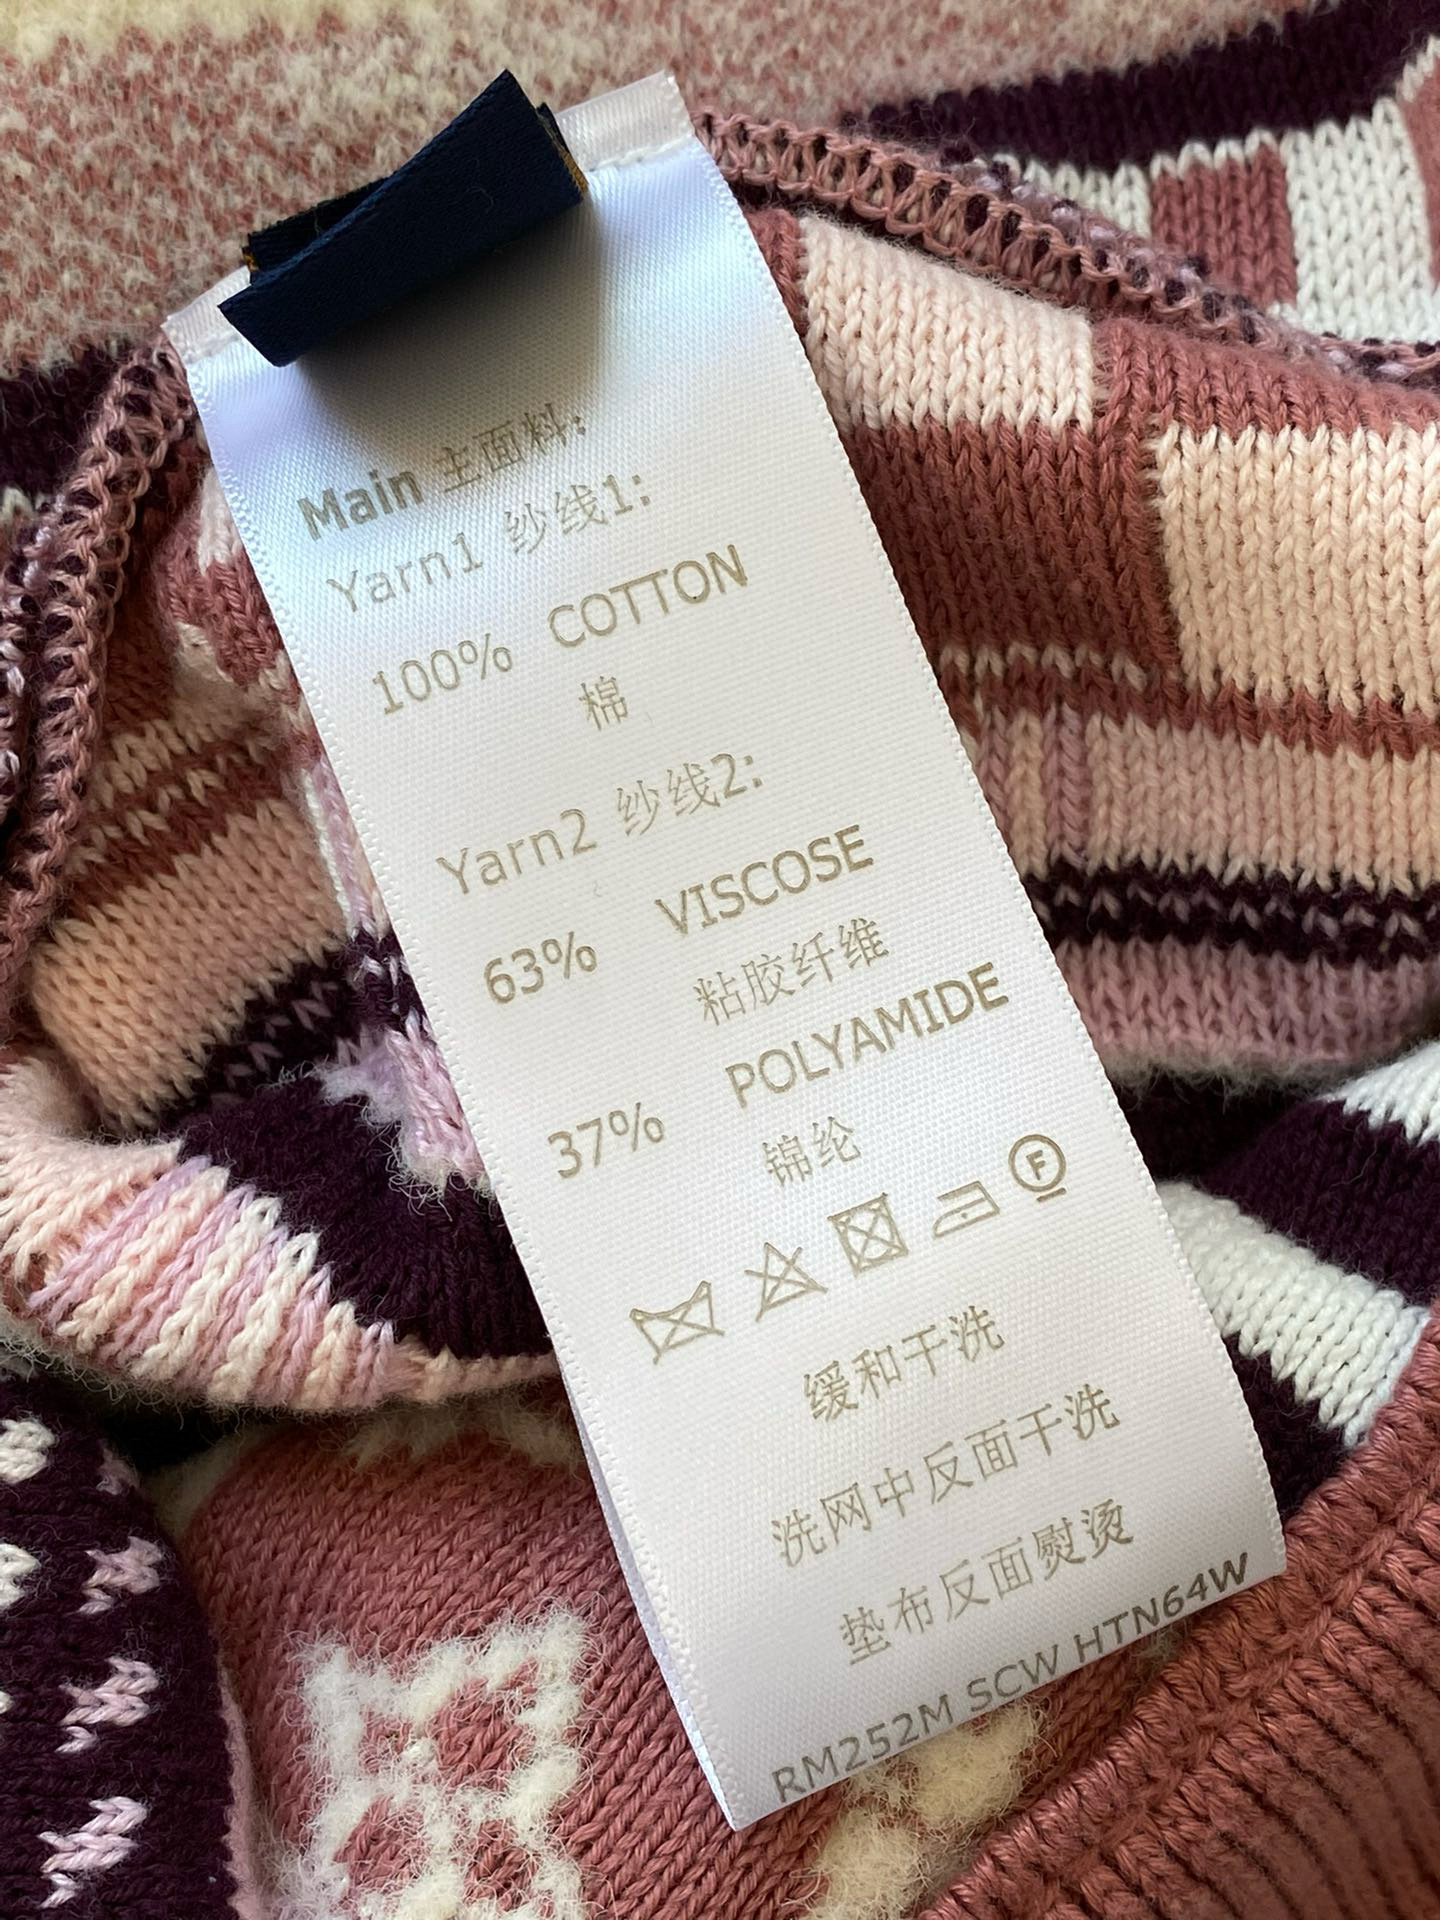 Main 主面料:
Yarn1 纱线1:
100% COTTON
棉
Yarn2 纱线2:
63% VISCOSE
粘胶纤维
37% POLYAMIDE
锦纶
F
缓和干洗
洗网中反面干洗
垫布反面熨烫
RM252M SCW HTN64W